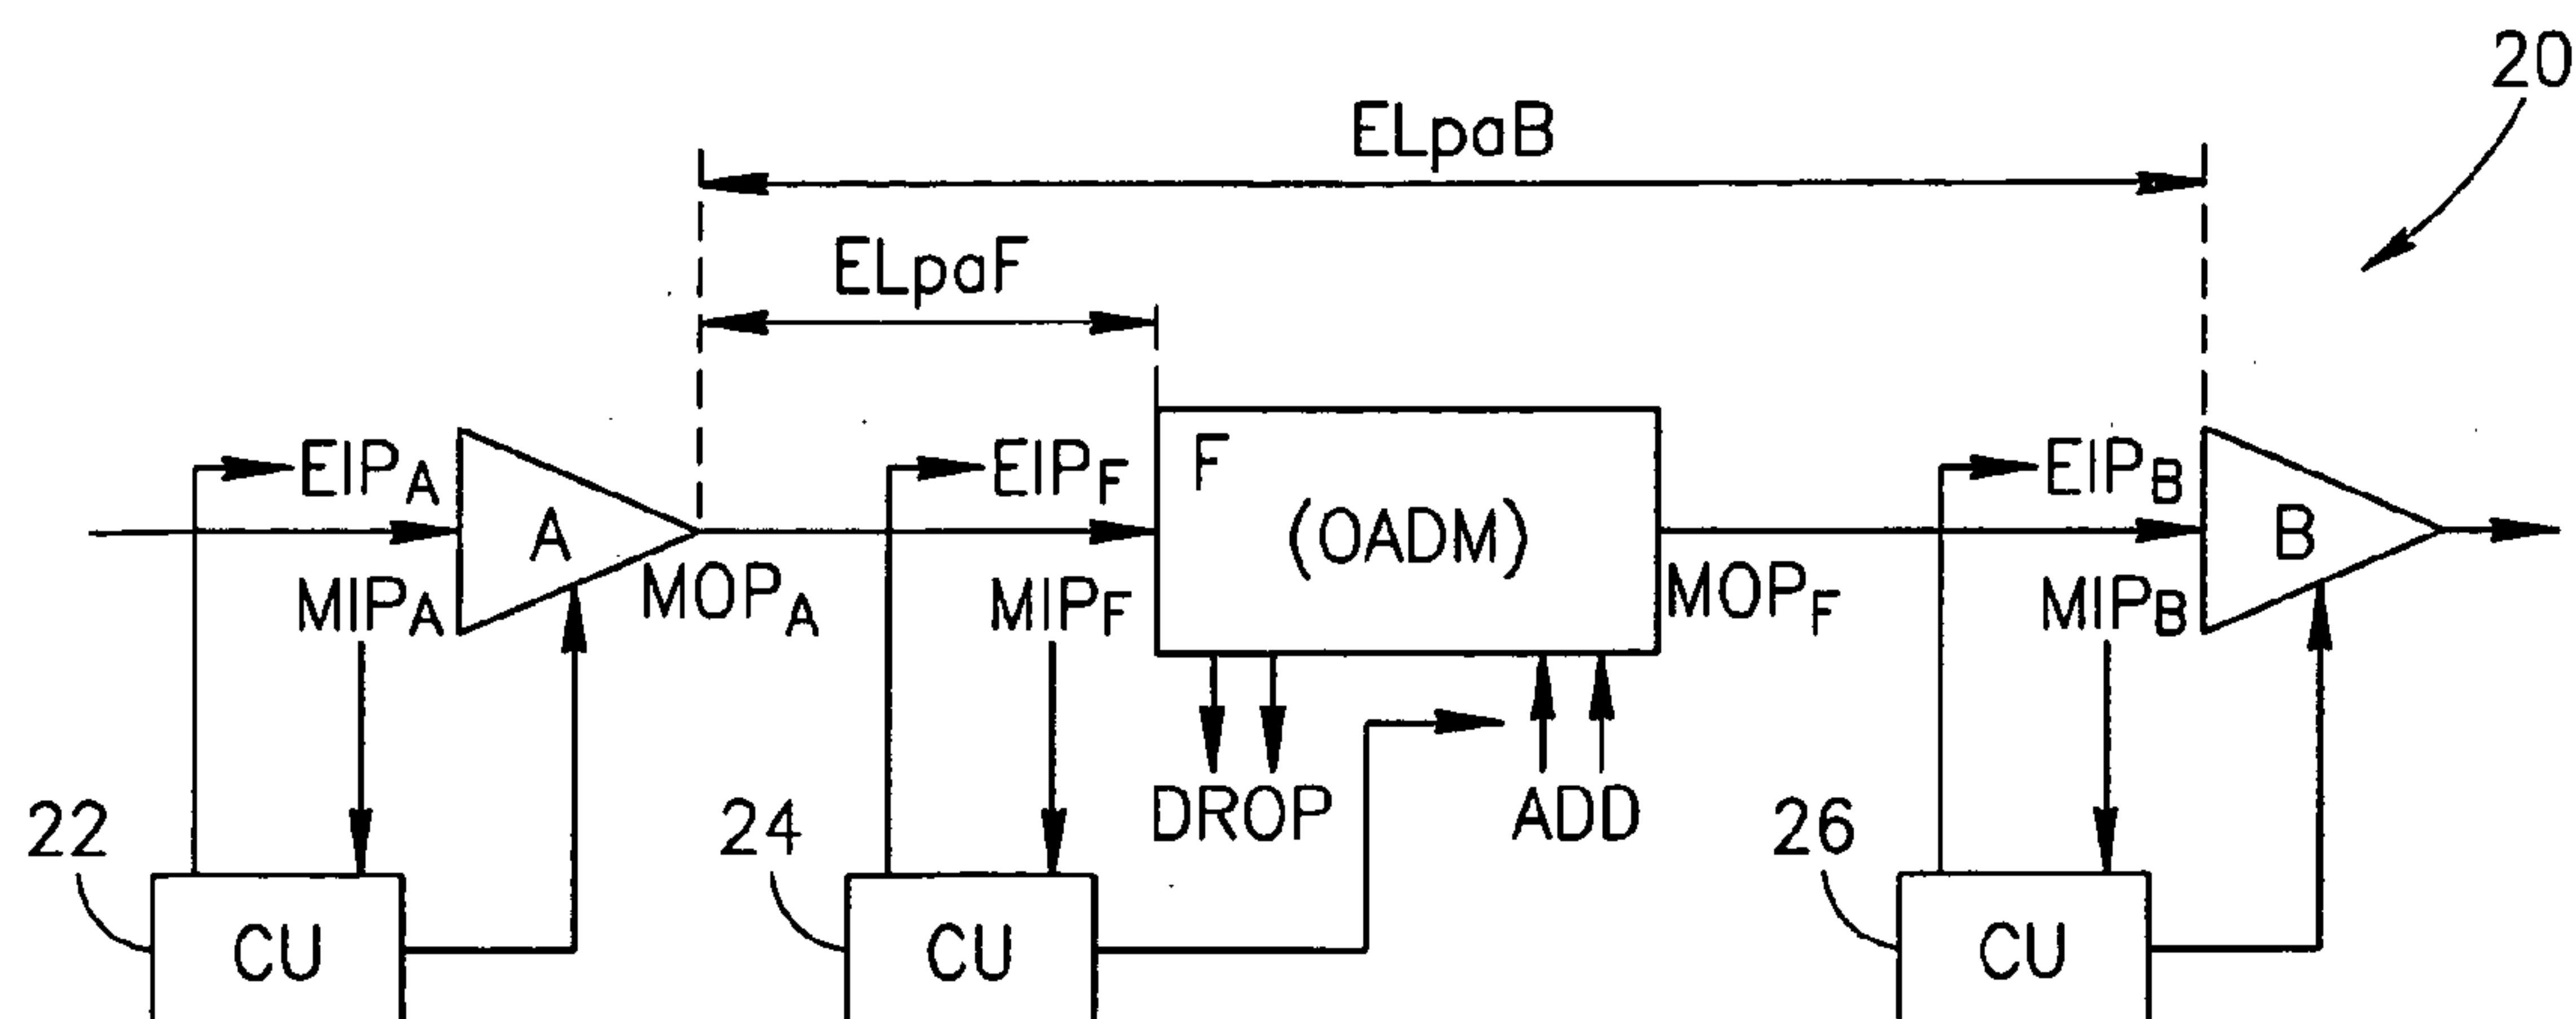 20
ELpaB
ELpaF
EIPA
EIPF
F
EIPB
A
(OADM)
B
MIPA
MOPA
MIPF
MOPF
MIPB
DROP
ADD
22
24
26
CU
CU
CU